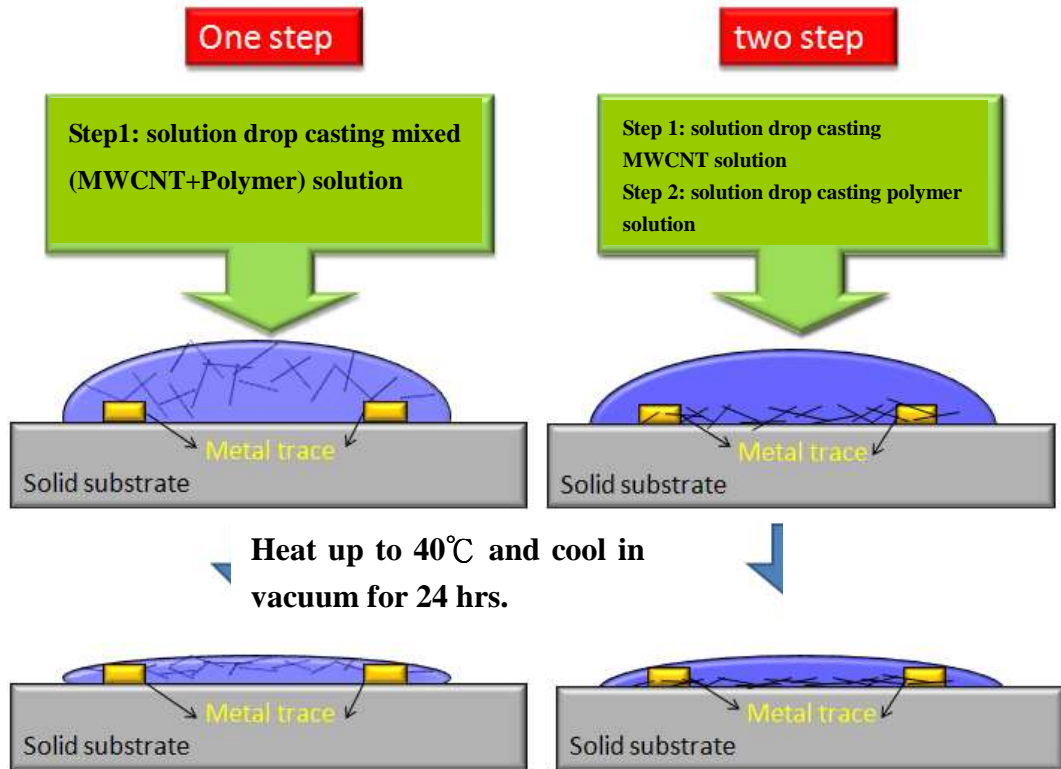 One step
two step
Step1: solution drop casting mixed
(MWCNT+Polymer) solution
Step 1: solution drop casting
MWCNT solution
Step 2: solution drop casting polymer
solution
Metal trace
Solid substrate
Metal trace
Solid substrate
Heat up to 40℃ and cool in
vacuum for 24 hrs.
Metal trace
Solid substrate
Metal trace
Solid substrate